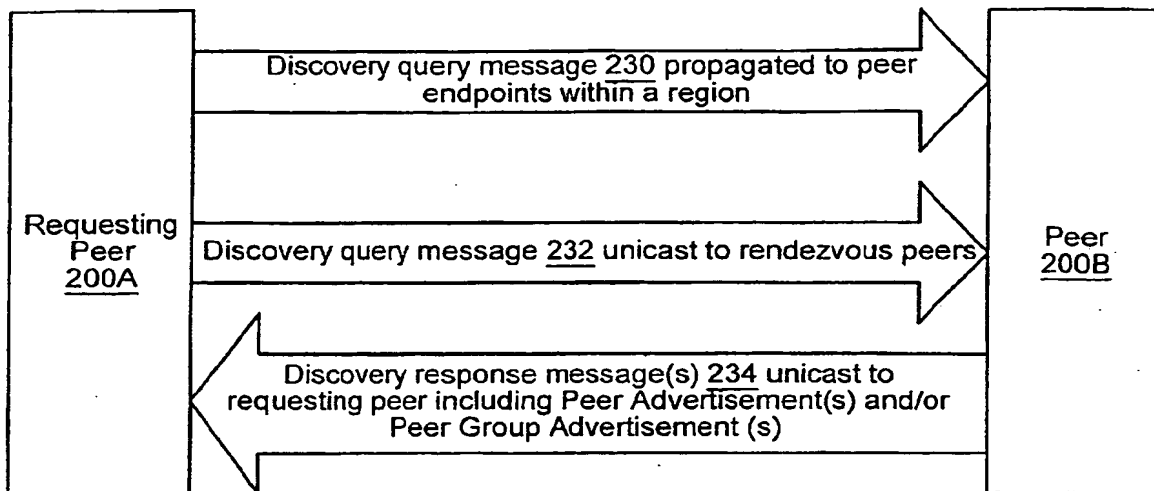 Discovery query message 230 propagated to peer
endpoints within a region
Requesting
Peer
200A
Discovery query message 232 unicast to rendezvous peers
Peer
200B
Discovery response message(s) 234 unicast to
requesting peer including Peer Advertisement(s) and/or
Peer Group Advertisement (s)